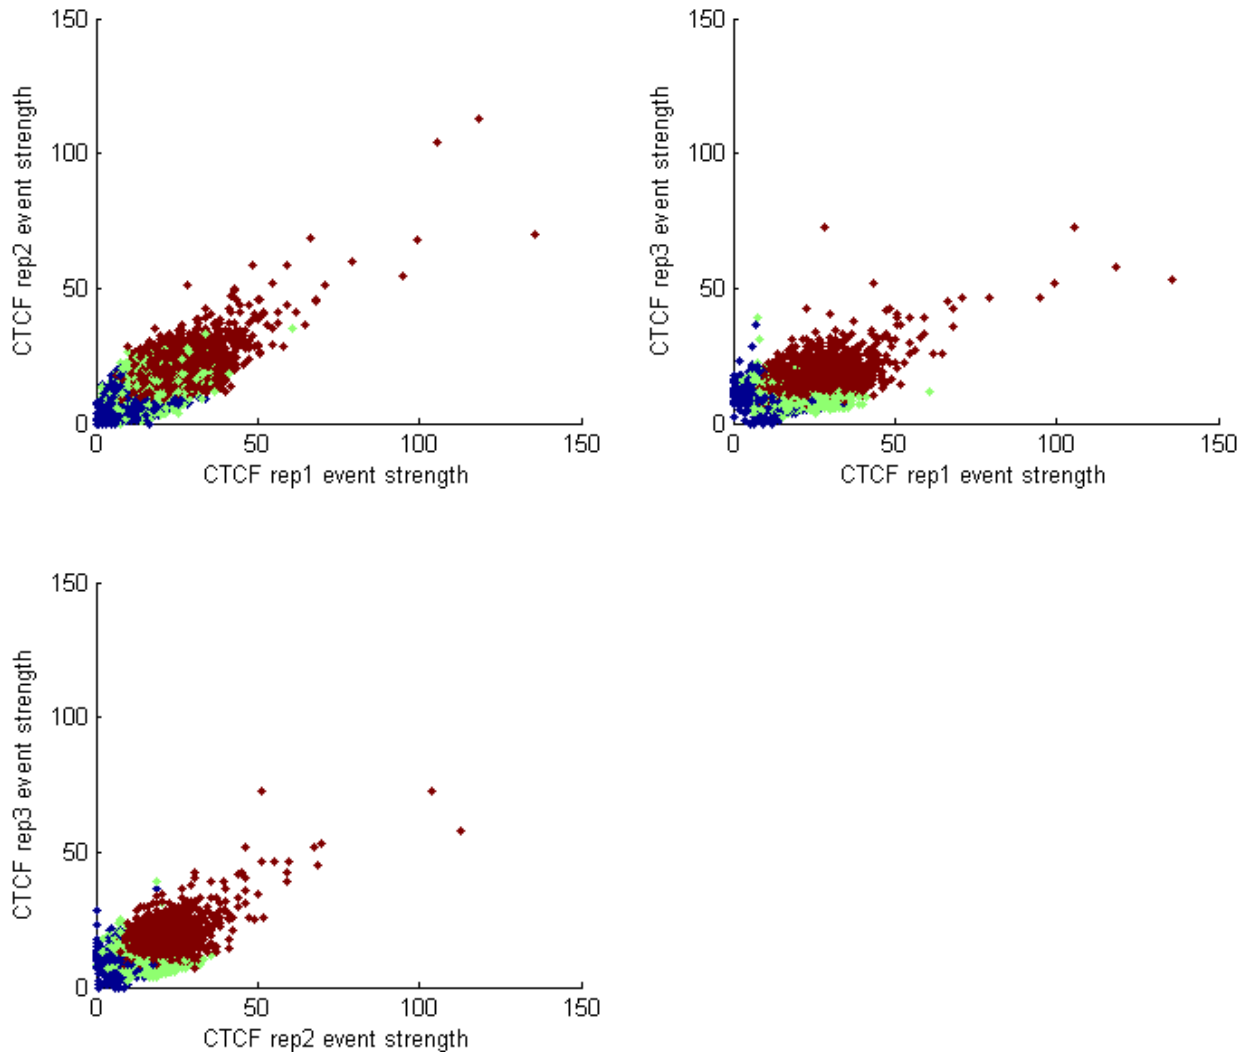 150
100
50
0
CTCF rep2 event strength
0 50 100 150
CTCF rep1 event strength
150
100
50
0
CTCF rep3 event strength
0 50 100 150
CTCF rep1 event strength
150
100
50
0
CTCF rep3 event strength
0 50 100 150
CTCF rep2 event strength